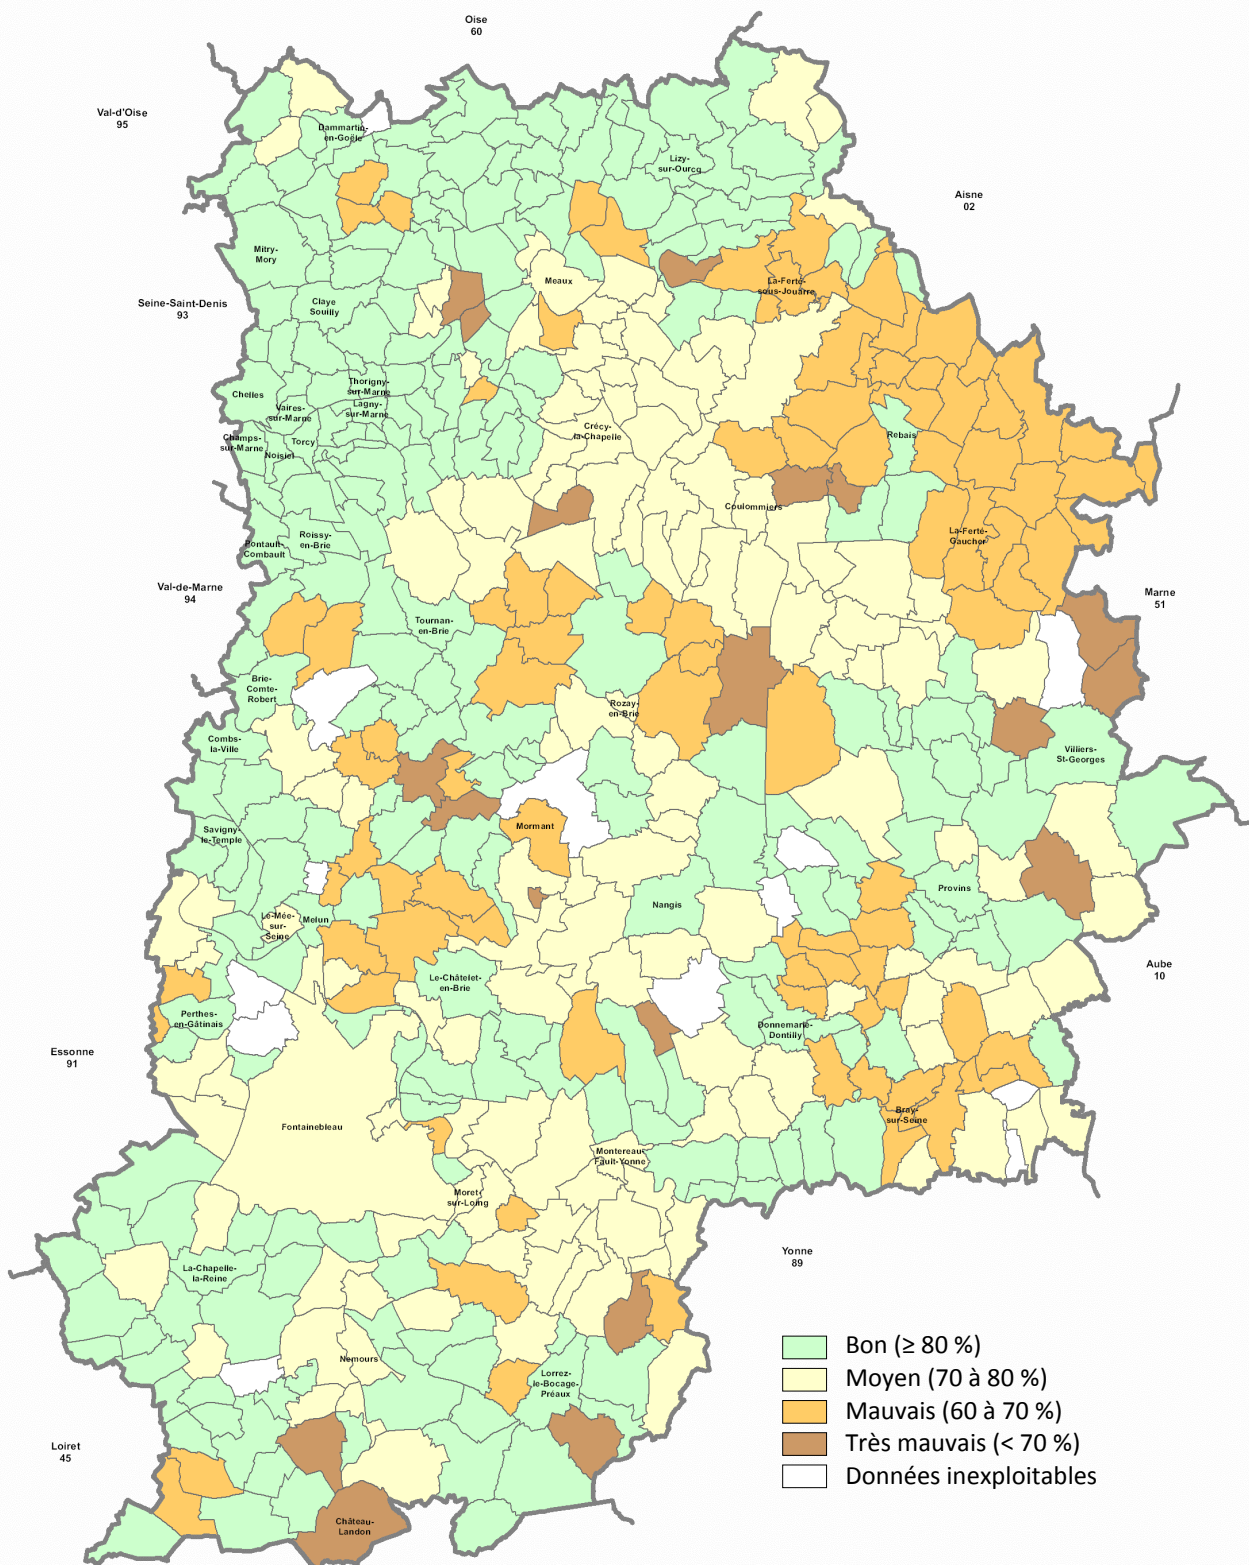 Oise
60
Val-d'Oise
95
Dammartin-
en-Goële
Lizy-
sur-Ourcq
Aisne
02
Mitry-
Mory
Meaux
La-Ferté-
sous-Jouarre
Seine-Saint-Denis
93
Claye
Souilly
Chelles
Thorigny-
sur-Marne
Vaires-
sur-Marne
Lagny-
sur-Marne
Champs-
sur-Marne
Torcy
Noisiel
Crécy-
la-Chapelle
Rebais
Coulommiers
Roissy-
en-Brie
Pontault-
Combault
La-Ferté-
Gaucher
Val-de-Marne
94
Marne
51
Tournan-
en-Brie
Brie-
Comte-
Robert
Rozay-
en-Brie
Combs-
la-Ville
Villiers-
St-Georges
Savigny-
le-Temple
Mormant
Provins
Nangis
Le-Mée-
sur-
Seine
Melun
Aube
10
Le-Châtelet-
en-Brie
Perthes-
en-Gâtinais
Donnemarie-
Dontilly
Essonne
91
Bray-
sur-Seine
Fontainebleau
Montereau-
Fault-Yonne
Moret-
sur-Loing
Yonne
89
La-Chapelle-
la-Reine
Nemours
Lorrez-
le-Bocage-
Préaux
Loiret
45
Château-
Landon
Bon (≥ 80 %)
Moyen (70 à 80 %)
Mauvais (60 à 70 %)
Très mauvais (< 70 %)
Données inexploitables